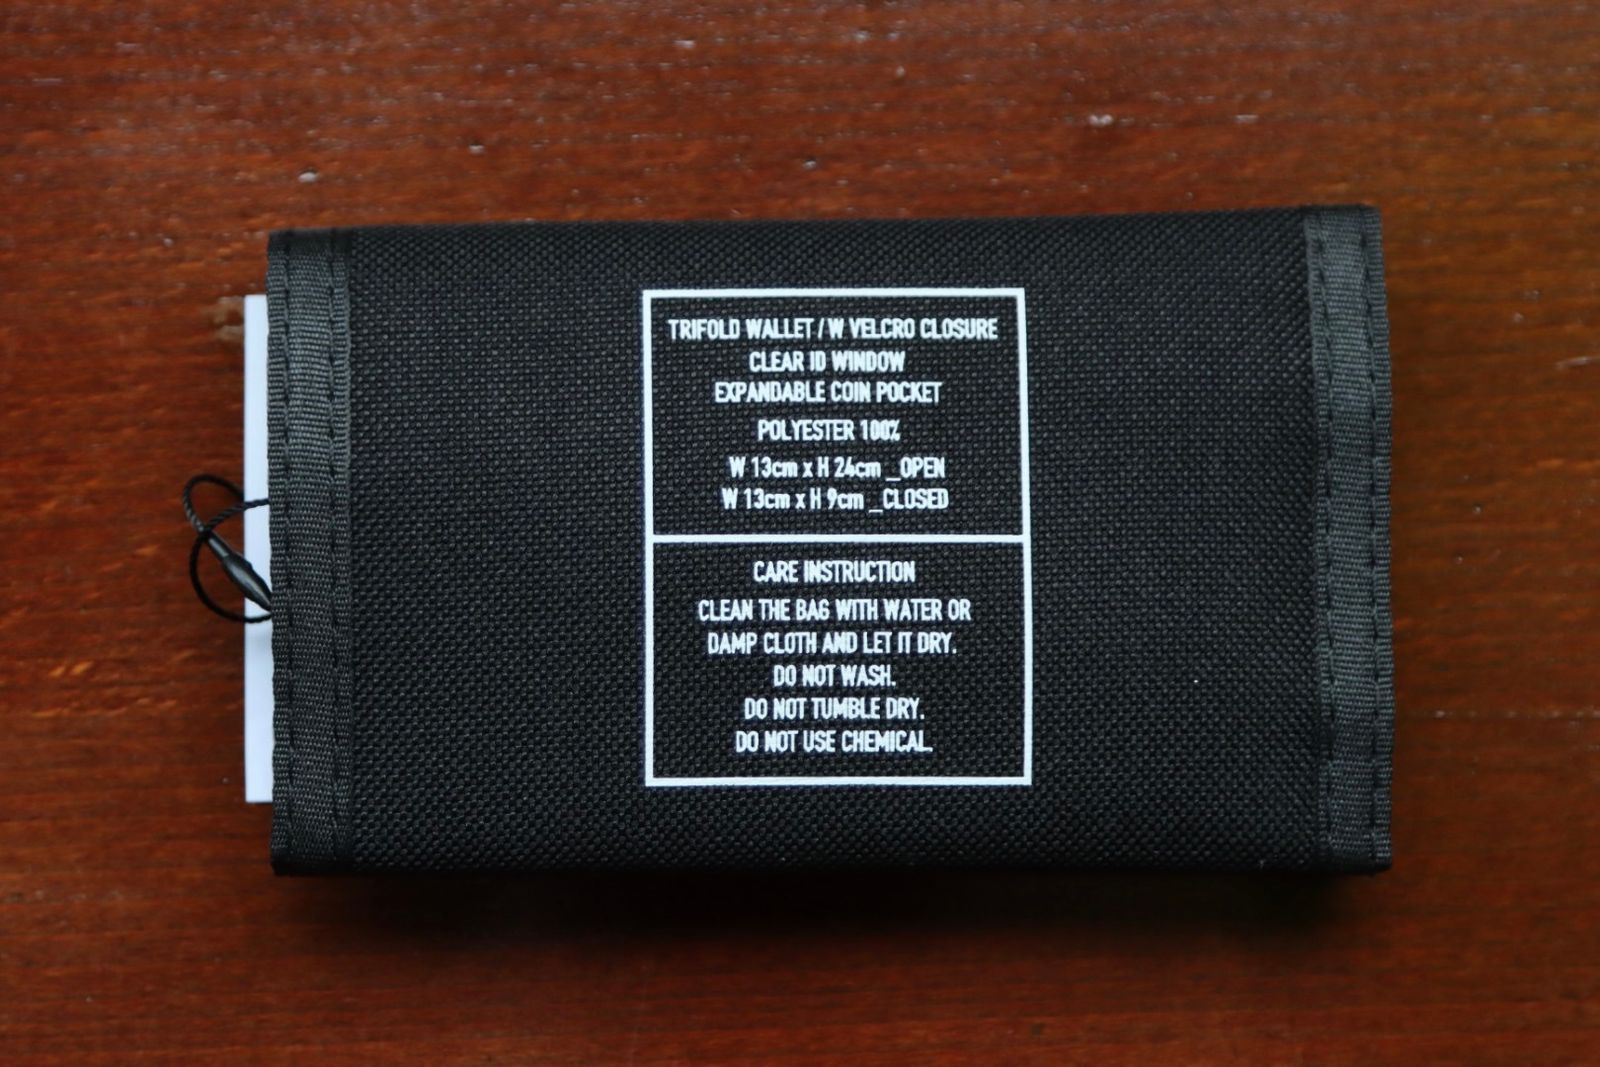 TRIFOLD WALLET / W VELCRO CLOSURE
CLEAR ID WINDOW
EXPANDABLE COIN POCKET
POLYESTER 100%
W 13cm x H 24cm _OPEN
W 13cm x H 9cm _CLOSED
CARE INSTRUCTION
CLEAN THE BAG WITH WATER OR
DAMP CLOTH AND LET IT DRY.
DO NOT WASH.
DO NOT TUMBLE DRY.
DO NOT USE CHEMICAL.